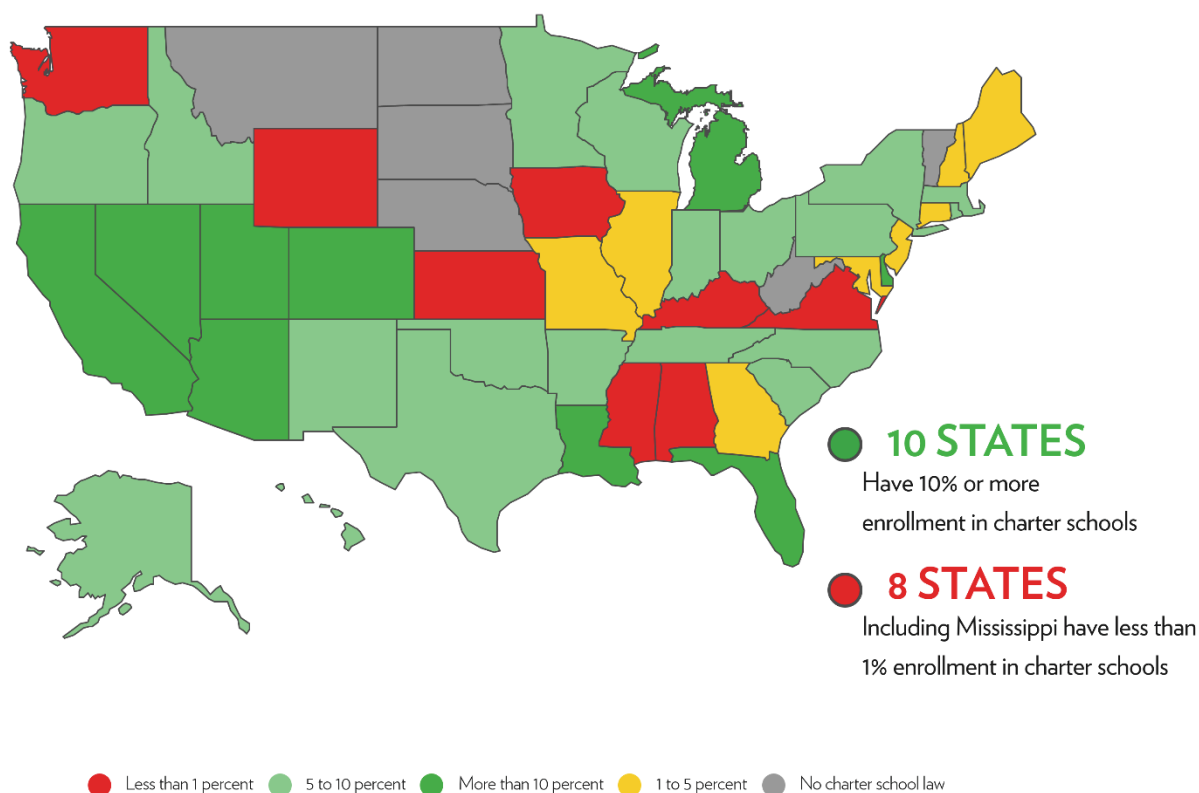 10 STATES
Have 10% or more
enrollment in charter schools
8 STATES
Including Mississippi have less than
1% enrollment in charter schools
Less than 1 percent
5 to 10 percent
More than 10 percent
1 to 5 percent
No charter school law